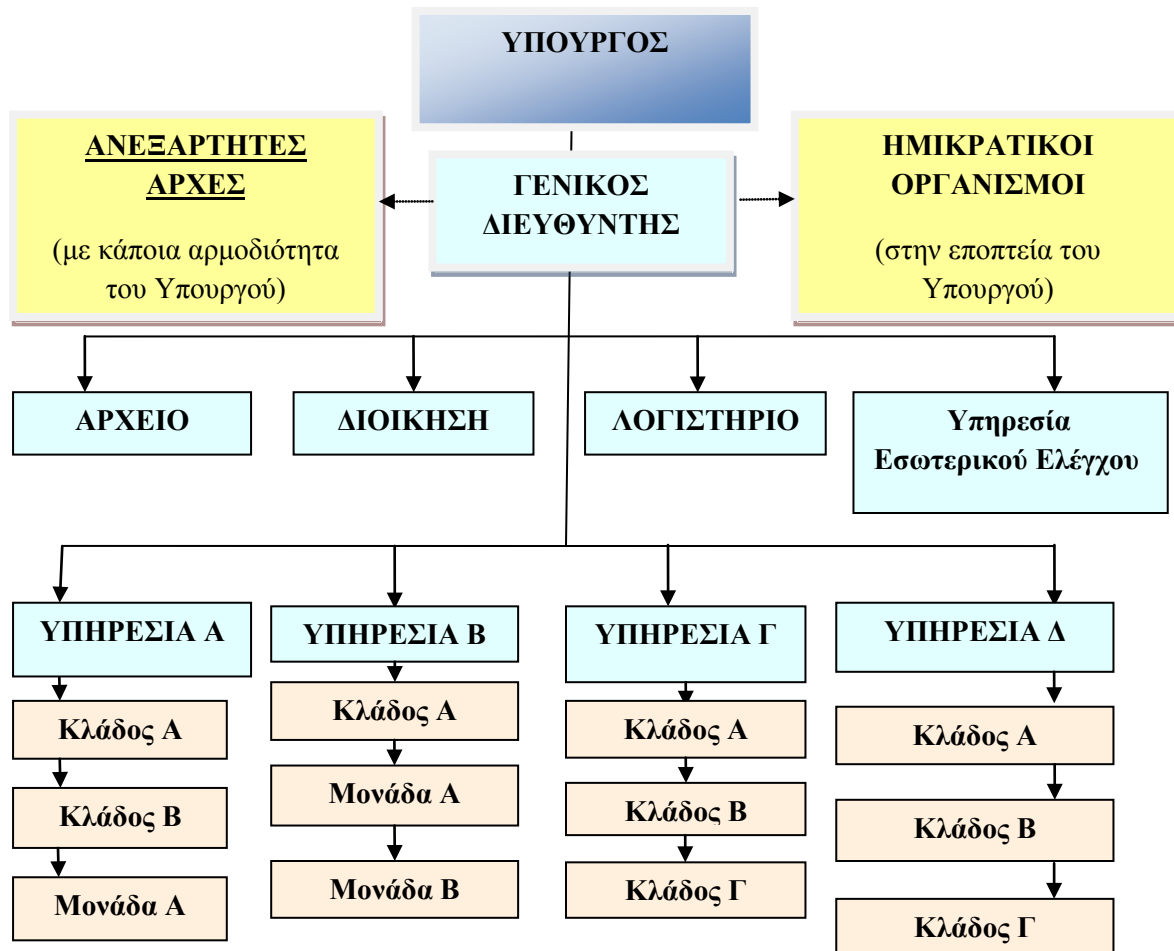 ΥΠΟΥΡΓΟΣ
ΑΝΕΞΑΡΤΗΤΕΣ
ΑΡΧΕΣ
(με κάποια αρμοδιότητα
του Υπουργού)
ΓΕΝΙΚΟΣ
ΔΙΕΥΘΥΝΤΗΣ
ΗΜΙΚΡΑΤΙΚΟΙ
ΟΡΓΑΝΙΣΜΟΙ
(στην εποπτεία του
Υπουργού)
ΑΡΧΕΙΟ
ΔΙΟΙΚΗΣΗ
ΛΟΓΙΣΤΗΡΙΟ
Υπηρεσία
Εσωτερικού Ελέγχου
ΥΠΗΡΕΣΙΑ Α
Κλάδος Α
Κλάδος Β
Μονάδα Α
ΥΠΗΡΕΣΙΑ Β
Κλάδος Α
Μονάδα Α
Μονάδα Β
ΥΠΗΡΕΣΙΑ Γ
Κλάδος Α
Κλάδος Β
Κλάδος Γ
ΥΠΗΡΕΣΙΑ Δ
Κλάδος Α
Κλάδος Β
Κλάδος Γ